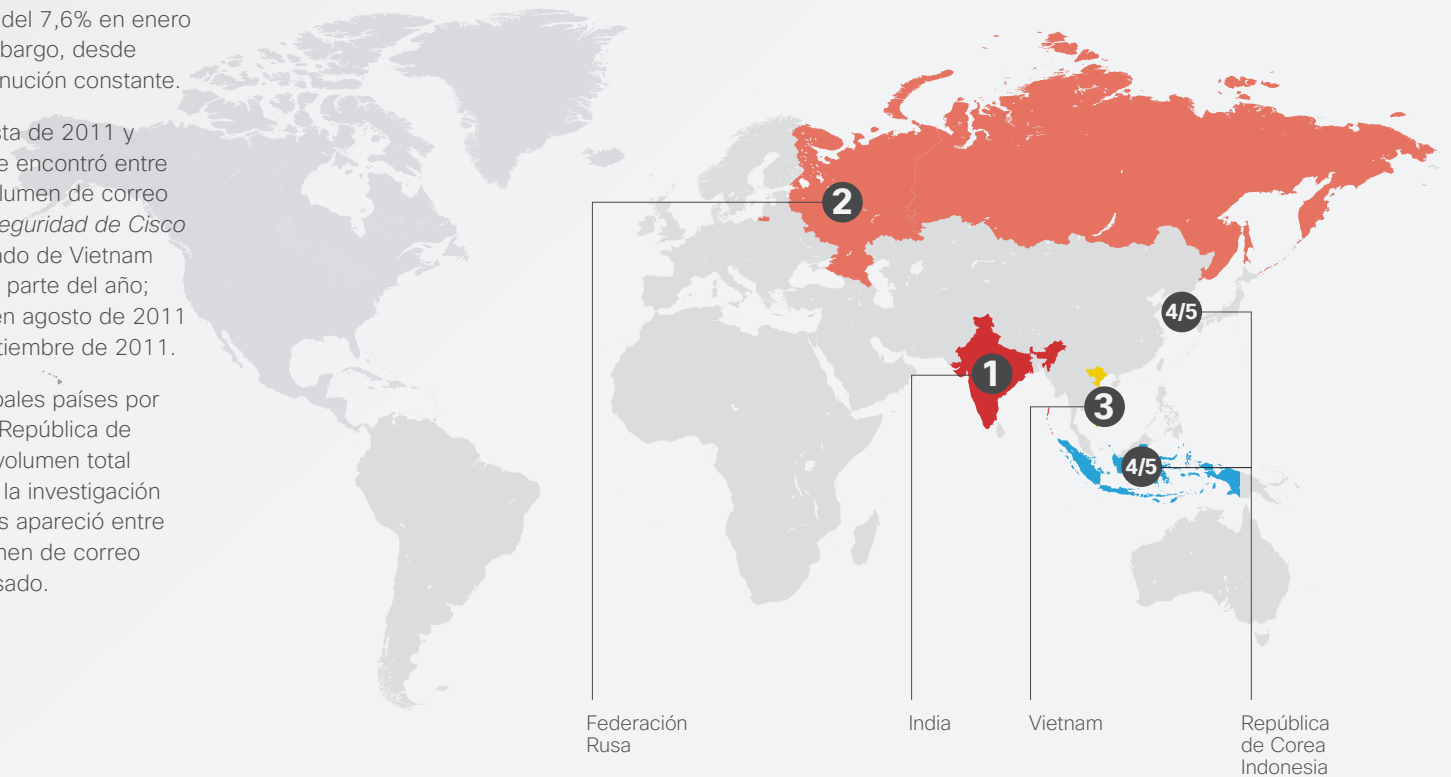 del 7,6% en enero
bargo, desde
nución constante.
sta de 2011 y
e encontró entre
lumen de correo
eguridad de Cisco
ado de Vietnam
parte del año;
en agosto de 2011
tiembre de 2011.
pales países por
República de
volumen total
la investigación
s apareció entre
men de correo
sado.
2
4/5
1
3
4/5
Federación
Rusa
India
Vietnam
República
de Corea
Indonesia